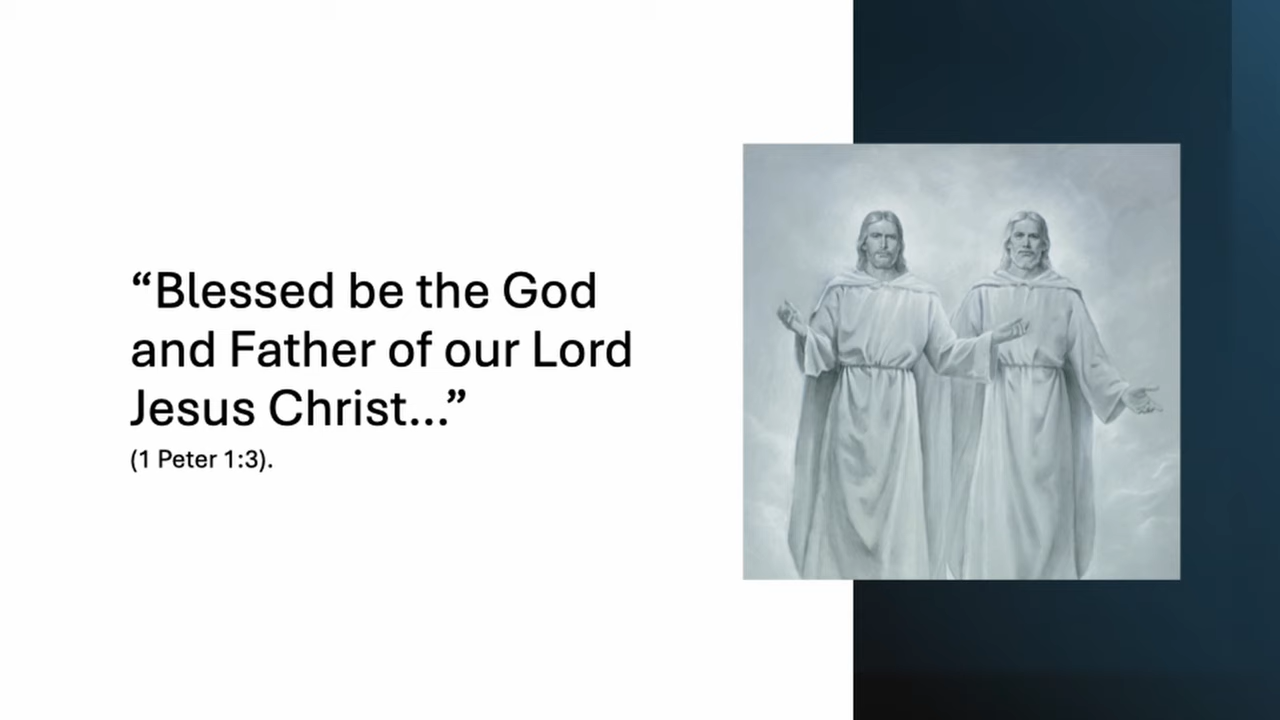 “Blessed be the God
and Father of our Lord
Jesus Christ…”
(1 Peter 1:3).